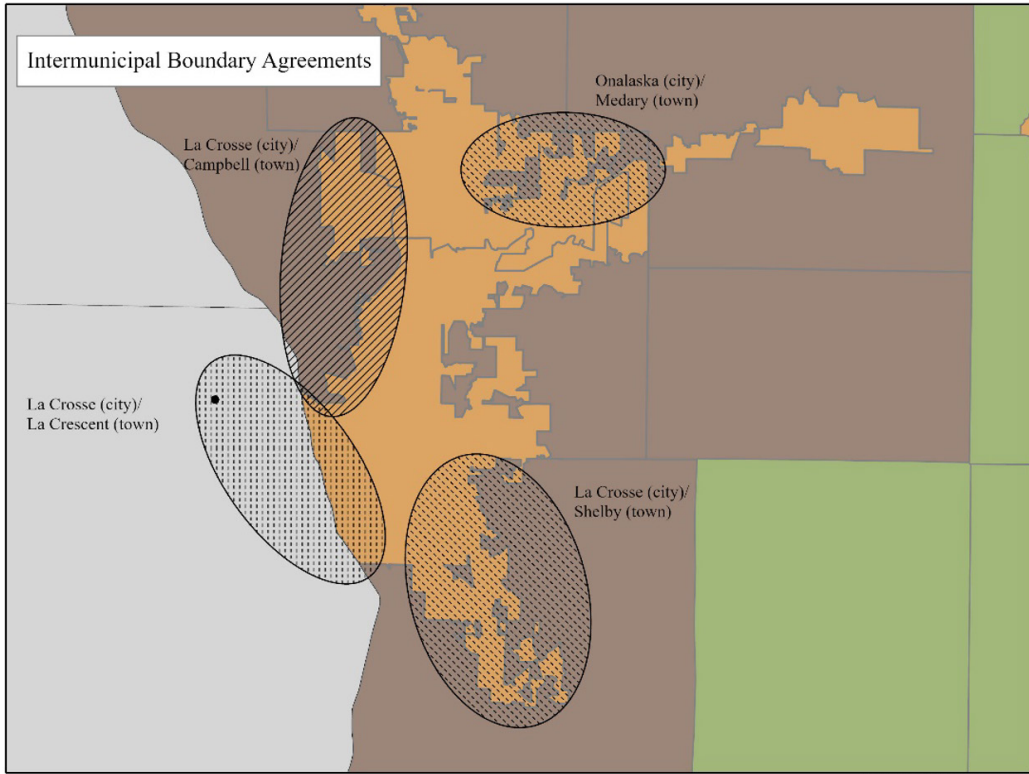 Intermunicipal Boundary Agreements
Onalaska (city)/
Medary (town)
La Crosse (city)/
Campbell (town)
La Crosse (city)/
La Crescent (town)
La Crosse (city)/
Shelby (town)